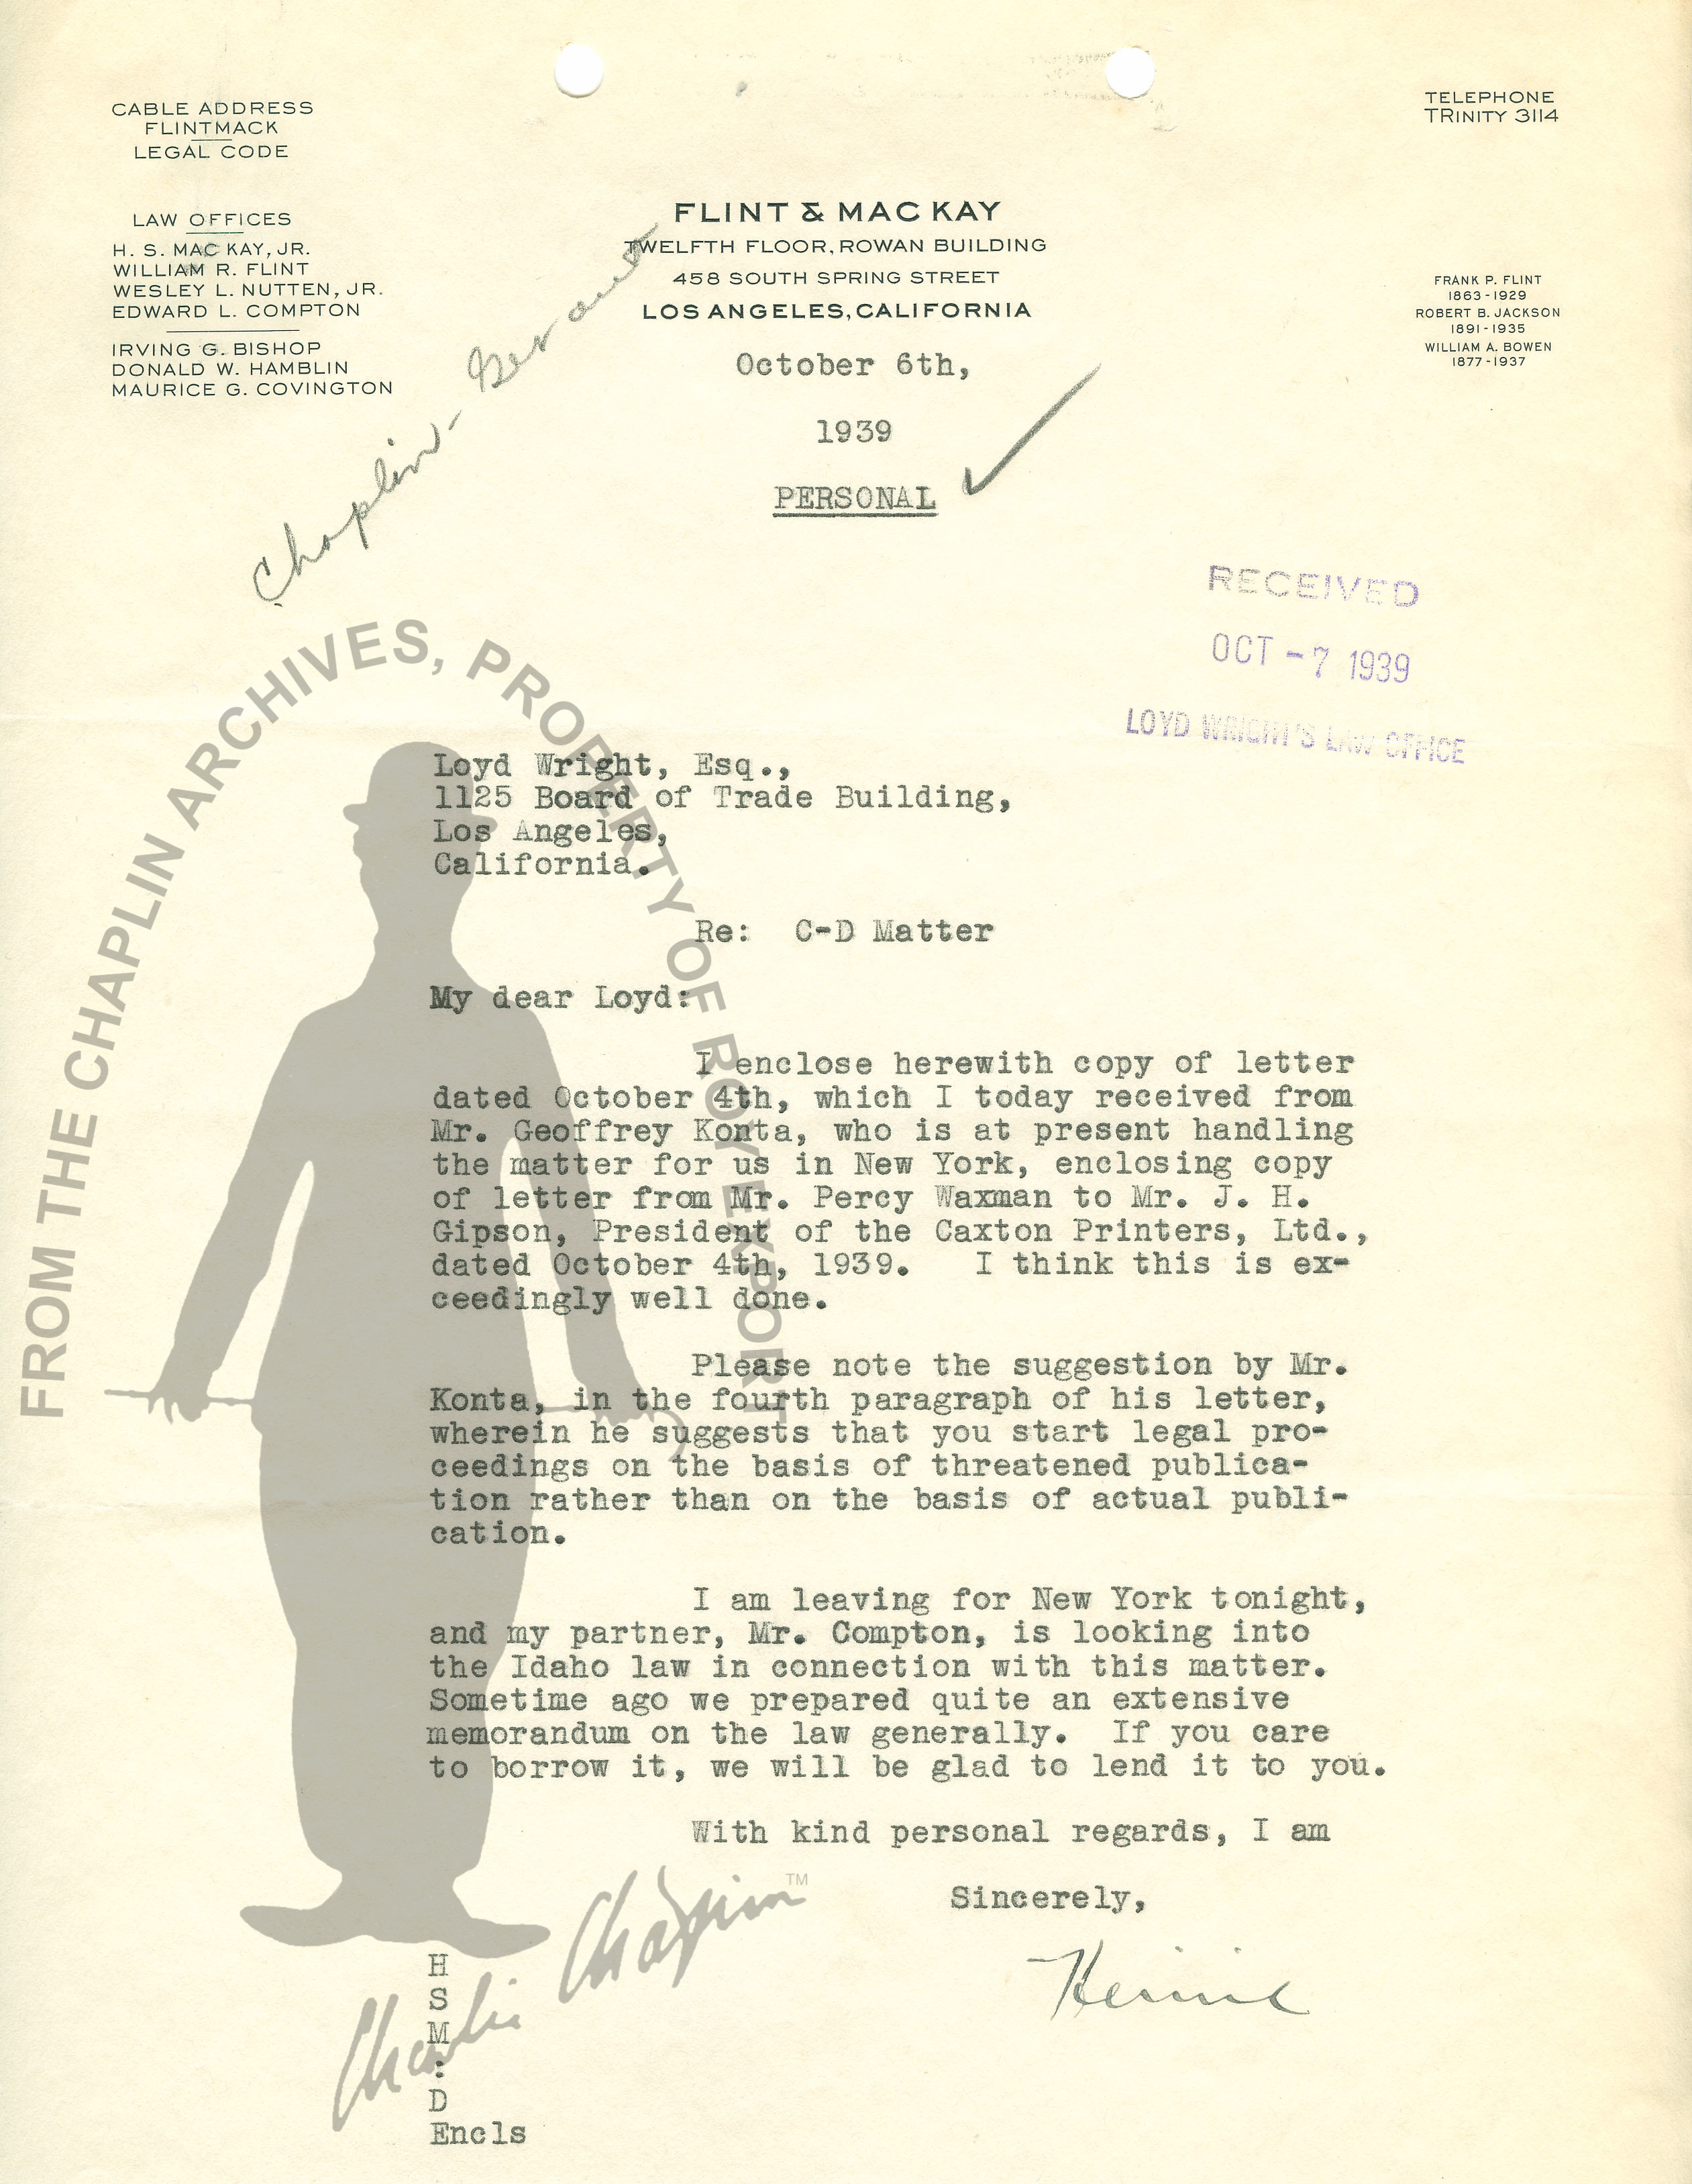 CABLE ADDRESS
FLINTMACK
LEGAL CODE
TELEPHONE
TRINITY 3114
LAW OFFICES
H. S. MAC KAY, JR.
WILLIAM R. FLINT
WESLEY L. NUTTEN, JR.
EDWARD L. COMPTON
IRVING G. BISHOP
DONALD W. HAMBLIN
MAURICE G. COVINGTON
FLINT & MAC KAY
TWELFTH FLOOR, ROWAN BUILDING
458 SOUTH SPRING STREET
LOS ANGELES, CALIFORNIA
FRANK P. FLINT
1863-1929
ROBERT B. JACKSON
1891-1935
WILLIAM A. BOWEN
1877-1937
October 6th,
1939
PERSONAL
Chaplin-
RECEIVED
OCT -7 1939
LOYD WRIGHT'S LAW OFFICE
FROM THE CHAPLIN ARCHIVES, PROPERTY OF ROY EXPORT
Loyd Wright, Esq.,
1125 Board of Trade Building,
Los Angeles,
California.
Re: C-D Matter
My dear Loyd:
I enclose herewith copy of letter
dated October 4th, which I today received from
Mr. Geoffrey Konta, who is at present handling
the matter for us in New York, enclosing copy
of letter from Mr. Percy Waxman to Mr. J. H.
Gipson, President of the Caxton Printers, Ltd.,
dated October 4th, 1939. I think this is ex-
ceedingly well done.
Please note the suggestion by Mr.
Konta, in the fourth paragraph of his letter,
wherein he suggests that you start legal pro-
ceedings on the basis of threatened publica-
tion rather than on the basis of actual publi-
cation.
I am leaving for New York tonight,
and my partner, Mr. Compton, is looking into
the Idaho law in connection with this matter.
Sometime ago we prepared quite an extensive
memorandum on the law generally. If you care
to borrow it, we will be glad to lend it to you.
With kind personal regards, I am
Sincerely,
Heinie
Charlie Chaplin™
H
S
M
:
D
Encls